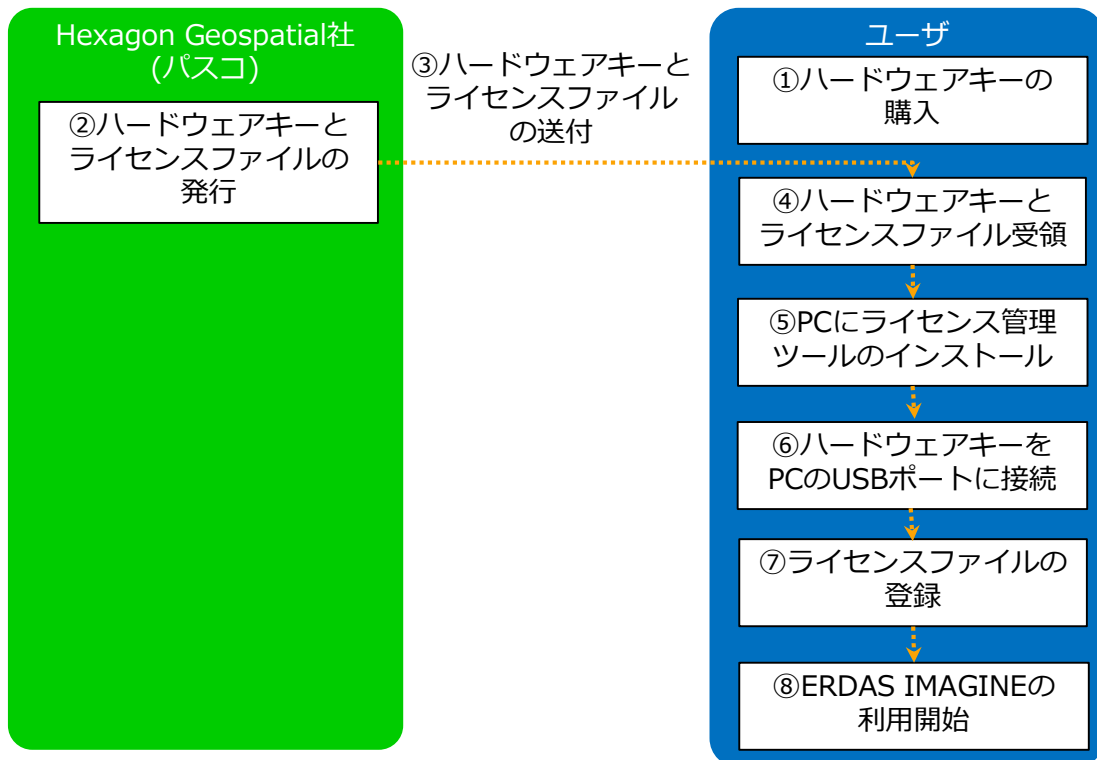 Hexagon Geospatial社
(パスコ)
②ハードウェアキーと
ライセンスファイルの
発行
③ハードウェアキーと
ライセンスファイル
の送付
ユーザ
①ハードウェアキーの
購入
④ハードウェアキーと
ライセンスファイル受領
⑤PCにライセンス管理
ツールのインストール
⑥ハードウェアキーを
PCのUSBポートに接続
⑦ライセンスファイルの
登録
⑧ERDAS IMAGINEの
利用開始